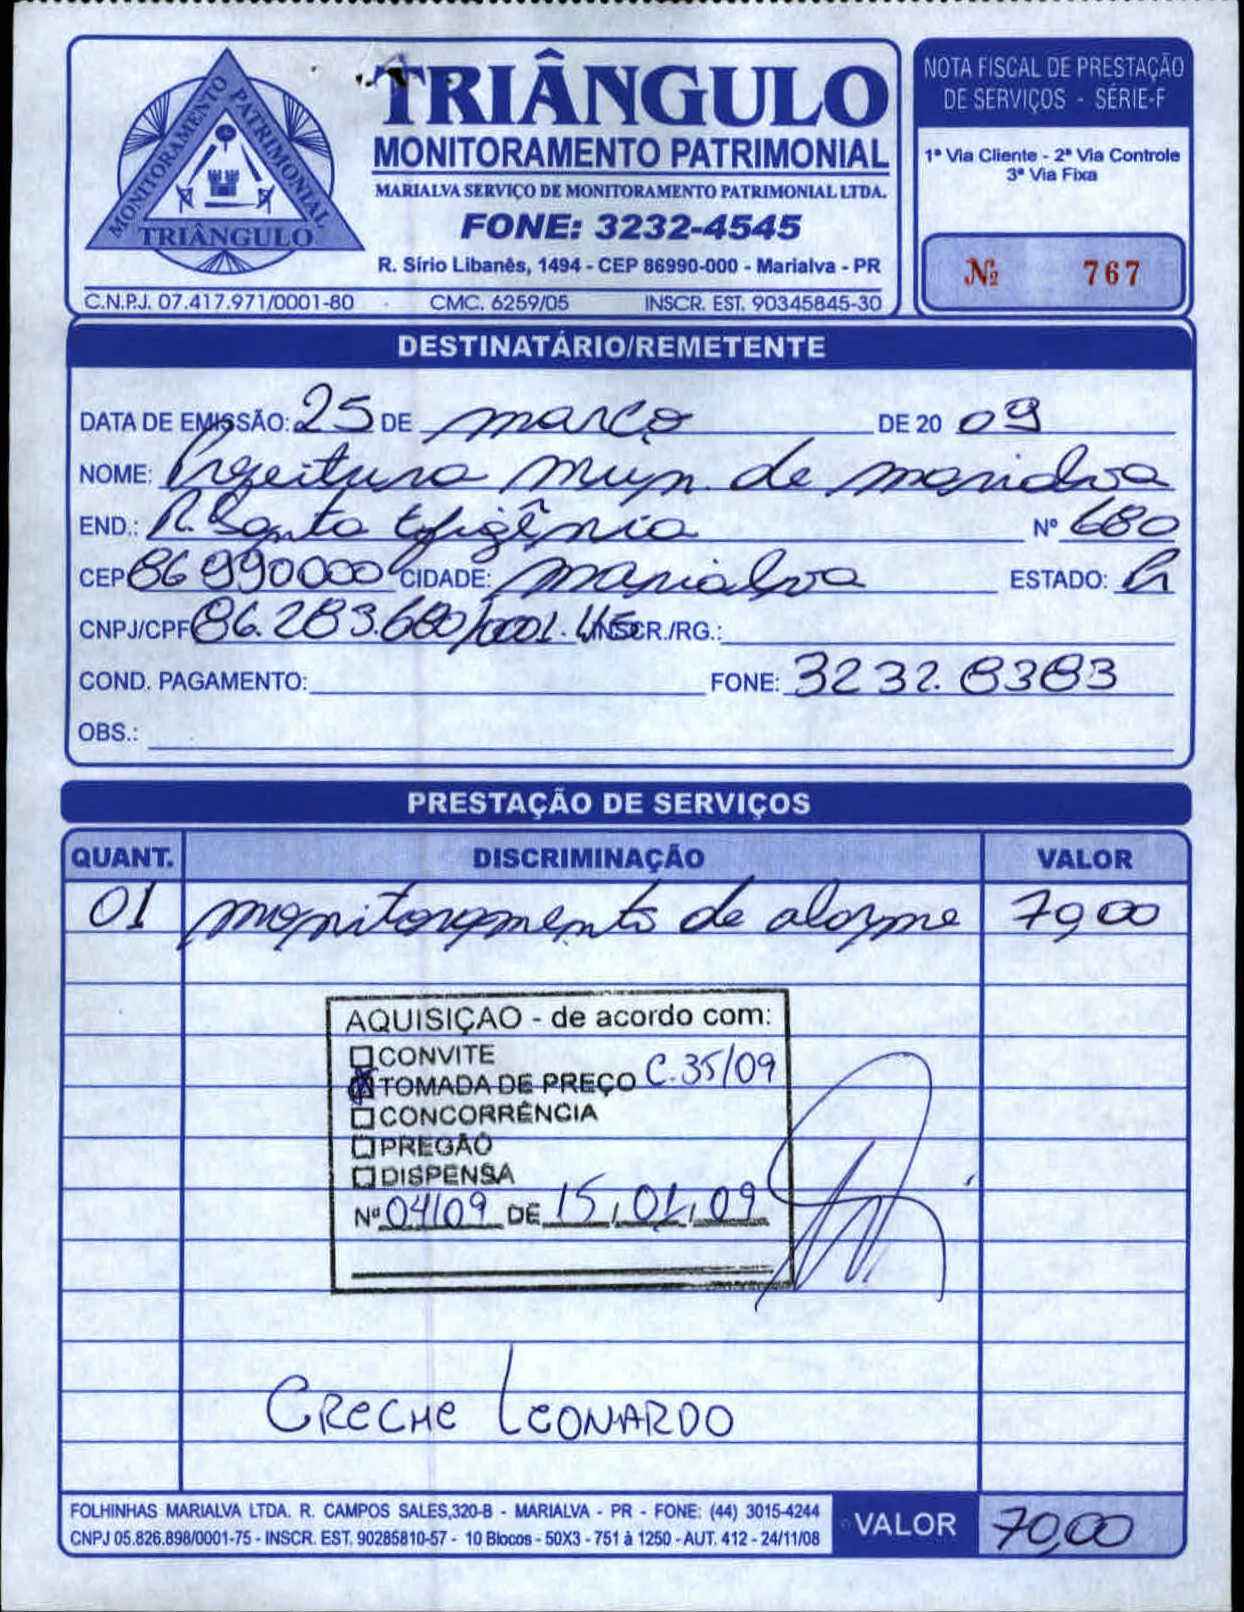 MONITORAMENTO PATRIMONIAL
TRIÂNGULO
TRIÂNGULO
MONITORAMENTO PATRIMONIAL
MARIALVA SERVIÇO DE MONITORAMENTO PATRIMONIAL LTDA.
FONE: 3232-4545
R. Sírio Libanês, 1494 - CEP 86990-000 - Marialva - PR
C.N.P.J. 07.417.971/0001-80 CMC. 6259/05 INSCR. EST. 90345845-30
NOTA FISCAL DE PRESTAÇÃO
DE SERVIÇOS - SÉRIE-F
1ª Via Cliente - 2ª Via Controle
3ª Via Fixa
Nº 767
DESTINATÁRIO/REMETENTE
DATA DE EMISSÃO: 25 DE março DE 20 09
NOME: Prefeitura mun. de marialva
END.: R. Santa Efigênia Nº 680
CEP 86990000 CIDADE: marialva ESTADO: Pr
CNPJ/CPF 86.283.680/0001.45 INSCR./RG.:
COND. PAGAMENTO: FONE: 3232.8383
OBS.:
PRESTAÇÃO DE SERVIÇOS
QUANT. DISCRIMINAÇÃO VALOR
01 monitoramento de alarme 70,00
AQUISIÇÃO - de acordo com:
CONVITE
TOMADA DE PREÇO C.35/09
CONCORRÊNCIA
PREGÃO
DISPENSA
Nº 04/09 DE 15/01/09
CRECHE LEONARDO
FOLHINHAS MARIALVA LTDA. R. CAMPOS SALES,320-B - MARIALVA - PR - FONE: (44) 3015-4244
CNPJ 05.826.898/0001-75 - INSCR. EST. 90285810-57 - 10 Blocos - 50X3 - 751 à 1250 - AUT. 412 - 24/11/08
VALOR 70,00